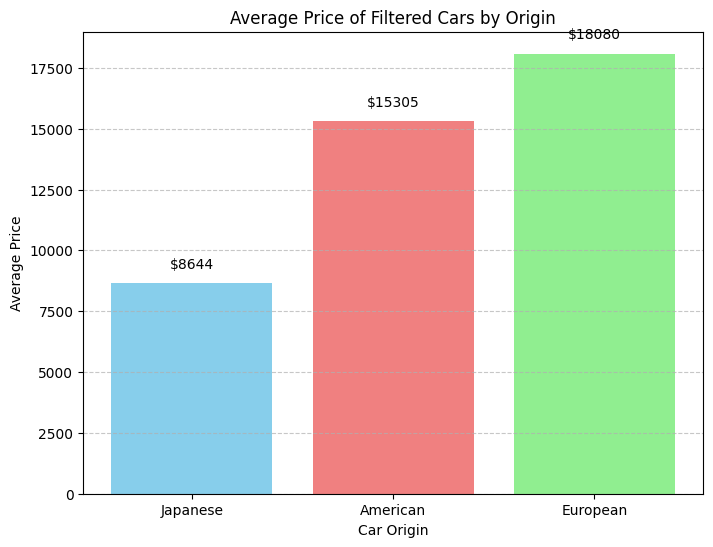 Average Price of Filtered Cars by Origin
$18080
17500
$15305
15000
12500
10000
$8644
7500
5000
2500
0
Average Price
Japanese
American
European
Car Origin